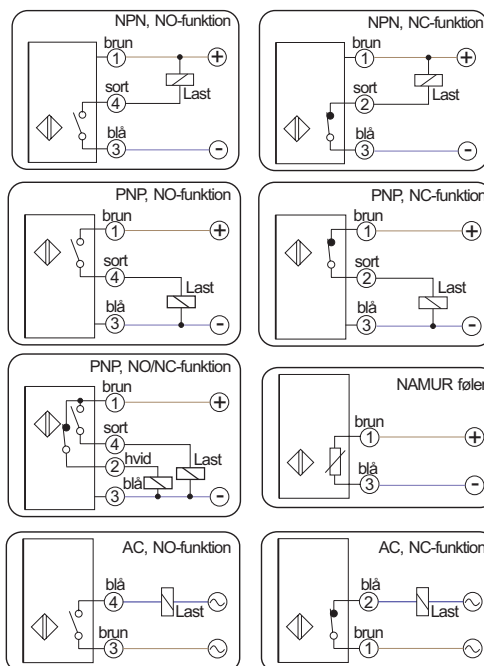 NPN, NO-funktion
brun
1
+
sort
4
Last
blå
3
-
NPN, NC-funktion
brun
1
+
sort
2
Last
blå
3
-
PNP, NO-funktion
brun
1
+
sort
4
Last
blå
3
-
PNP, NC-funktion
brun
1
+
sort
2
Last
blå
3
-
PNP, NO/NC-funktion
brun
1
+
sort
4
2 hvid
Last
blå
3
-
NAMUR føler
brun
1
+
blå
3
-
AC, NO-funktion
blå
4
Last
brun
3
AC, NC-funktion
blå
2
Last
brun
1